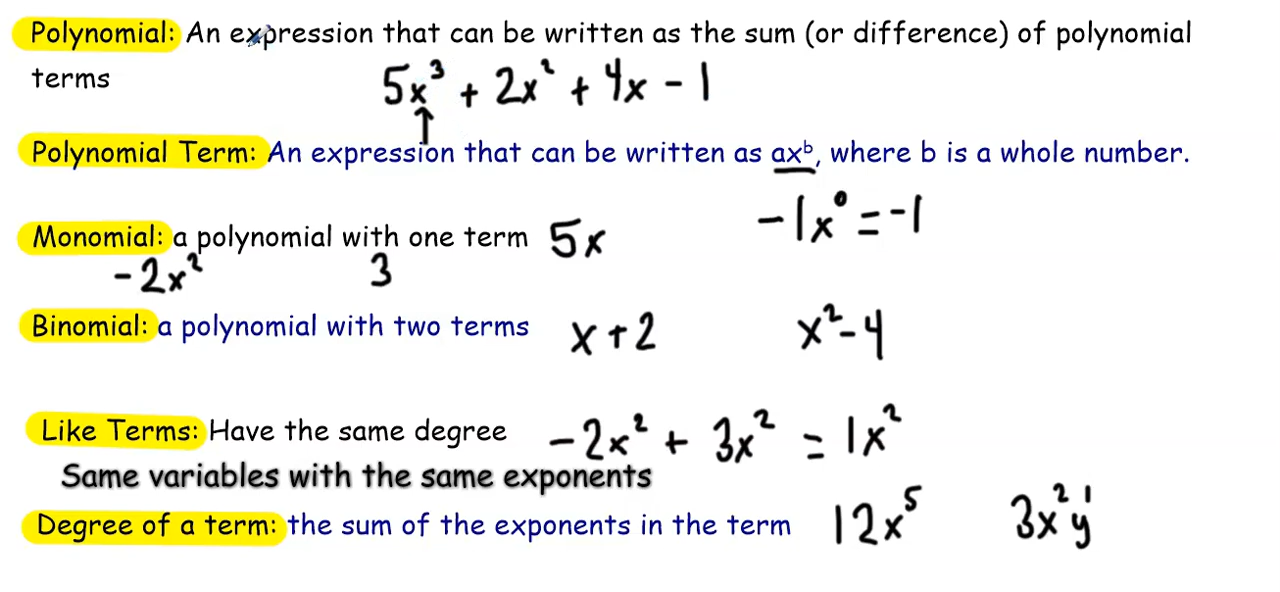 Polynomial: An expression that can be written as the sum (or difference) of polynomial
terms 5x³ + 2x² + 4x - 1
Polynomial Term: An expression that can be written as axᵇ, where b is a whole number.
-1x⁰ = -1
Monomial: a polynomial with one term 5x
-2x² 3
Binomial: a polynomial with two terms x + 2 x² - 4
Like Terms: Have the same degree -2x² + 3x² = 1x²
Same variables with the same exponents
Degree of a term: the sum of the exponents in the term 12x⁵ 3x²y¹